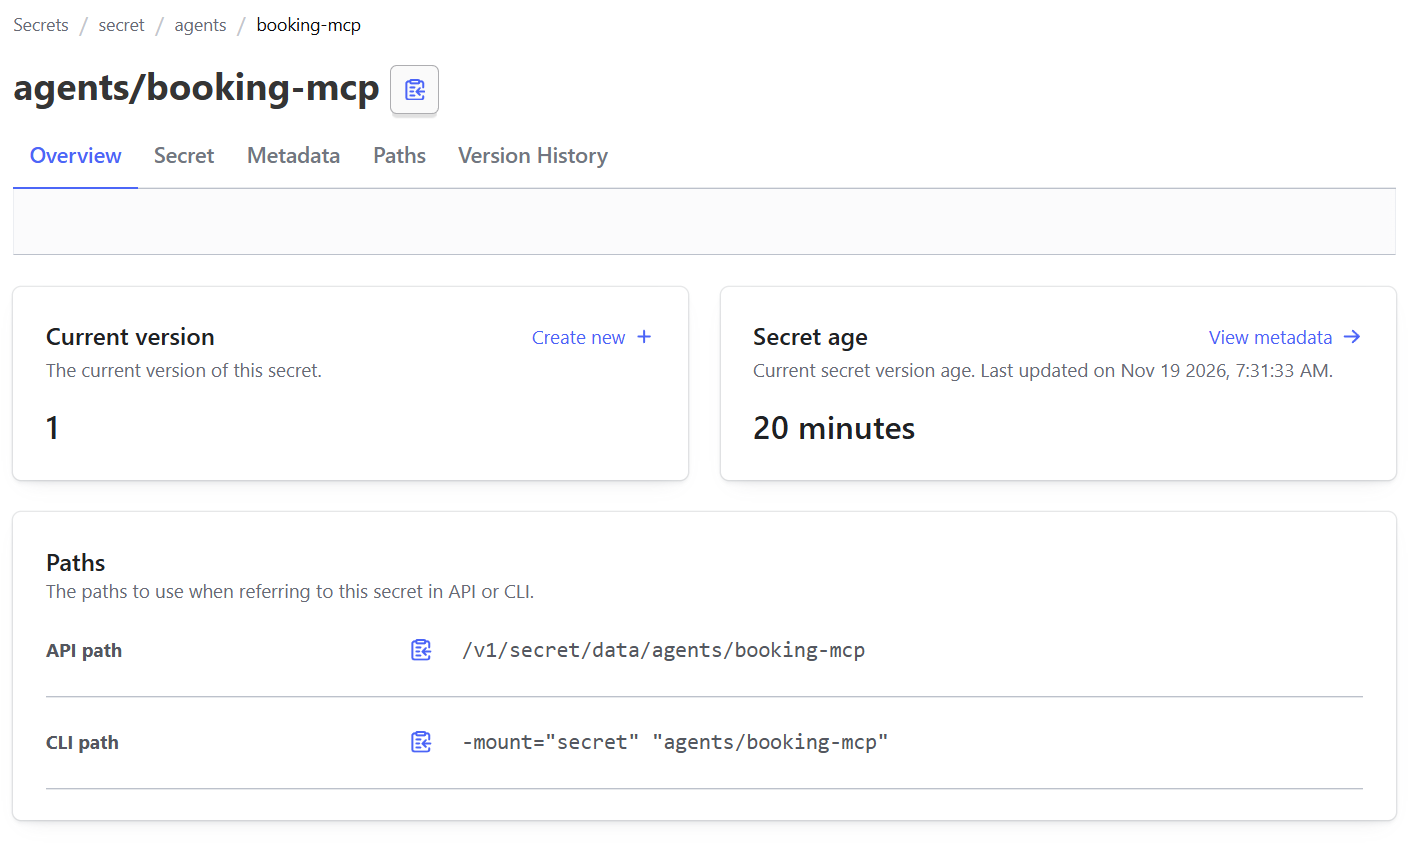 Secrets / secret / agents / booking-mcp
agents/booking-mcp
Overview Secret Metadata Paths Version History
Current version
Create new +
The current version of this secret.
1
Secret age
View metadata →
Current secret version age. Last updated on Nov 19 2026, 7:31:33 AM.
20 minutes
Paths
The paths to use when referring to this secret in API or CLI.
API path /v1/secret/data/agents/booking-mcp
CLI path -mount="secret" "agents/booking-mcp"